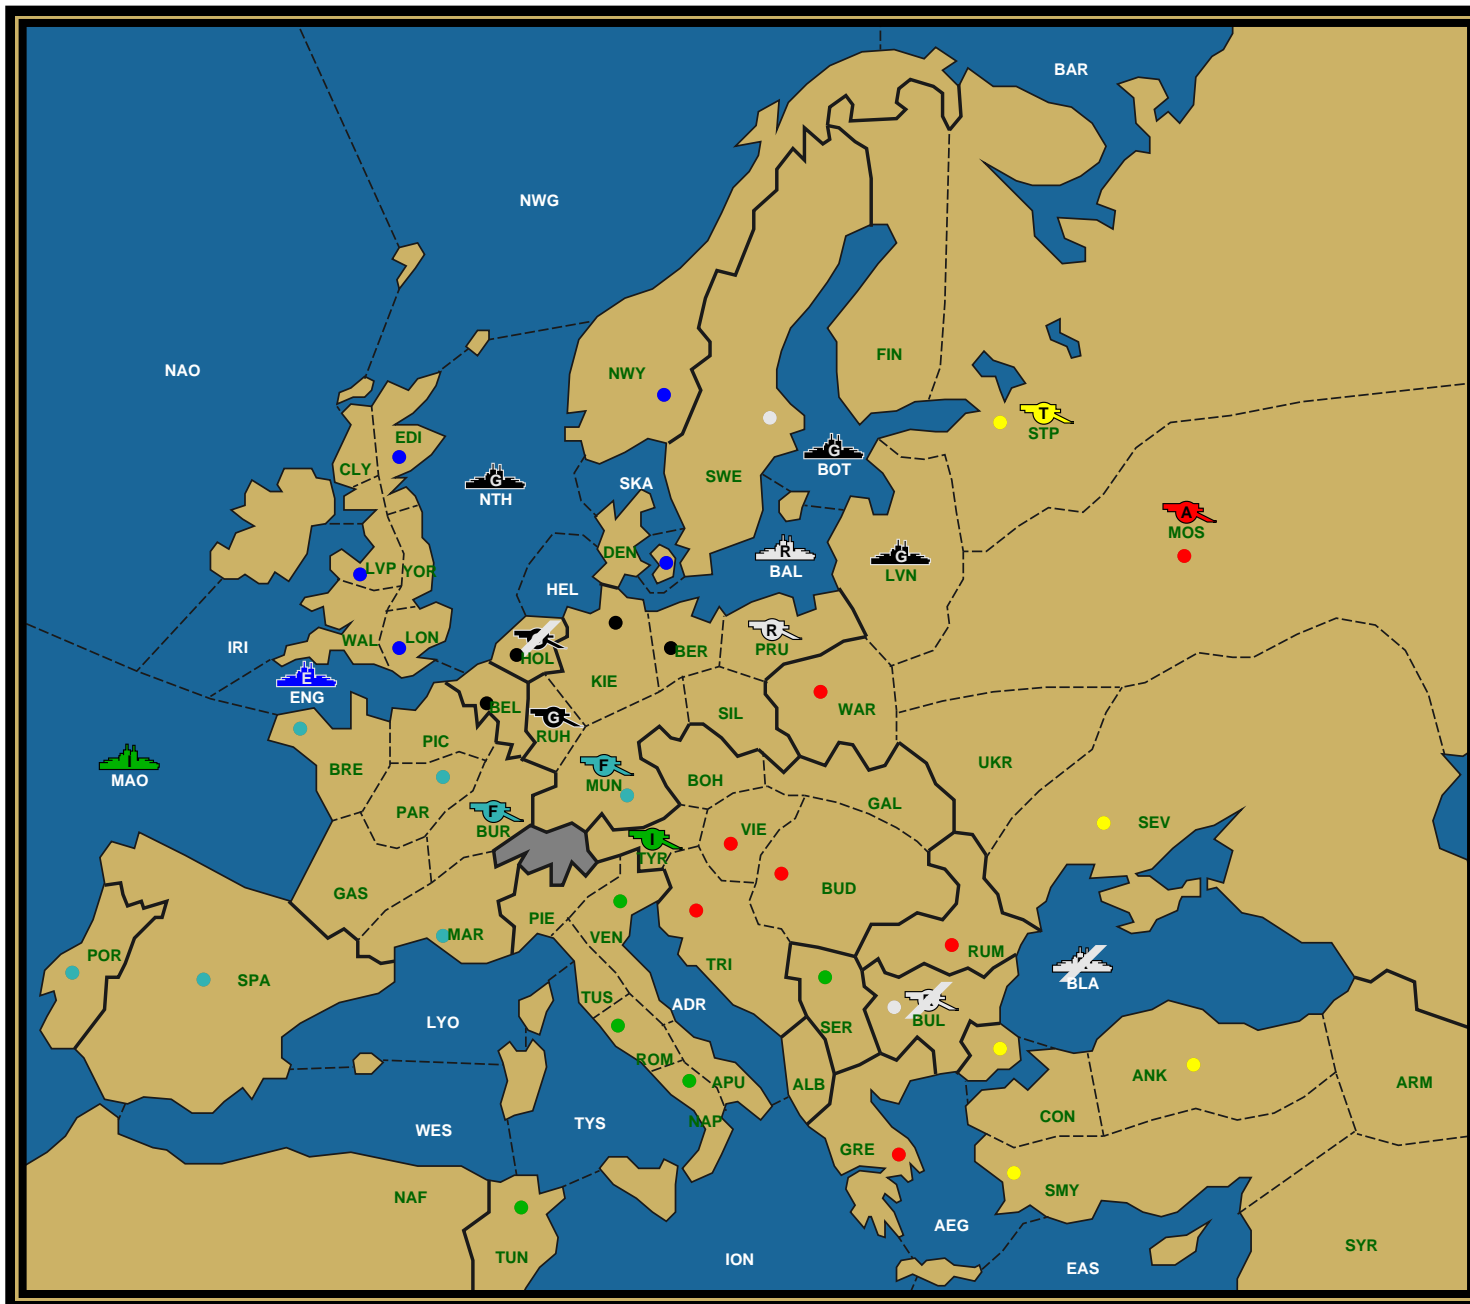 BAR
NWG
NAO
FIN
NWY
T
STP
EDI
CLY
G
BOT
SWE
G
NTH
SKA
A
MOS
DEN
R
BAL
G
LVN
LVP
YOR
HEL
IRI
WAL
LON
HOL
R
PRU
BER
KIE
E
ENG
BEL
G
RUH
SIL
WAR
PIC
BRE
I
MAO
F
MUN
BOH
UKR
GAL
PAR
F
BUR
I
TYR
VIE
SEV
BUD
GAS
PIE
VEN
MAR
POR
SPA
TRI
RUM
BLA
TUS
ADR
LYO
BUL
SER
ROM
APU
ALB
ANK
ARM
NAP
CON
WES
TYS
GRE
NAF
SMY
AEG
TUN
ION
EAS
SYR